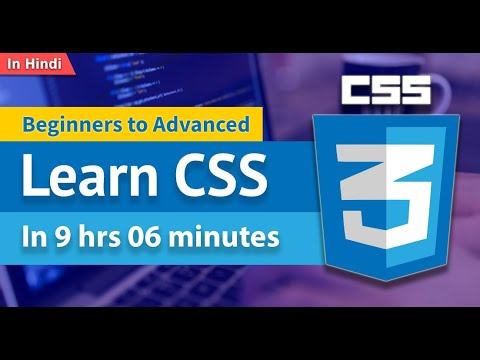 In Hindi
CSS
Beginners to Advanced
Learn CSS
3
In 9 hrs 06 minutes